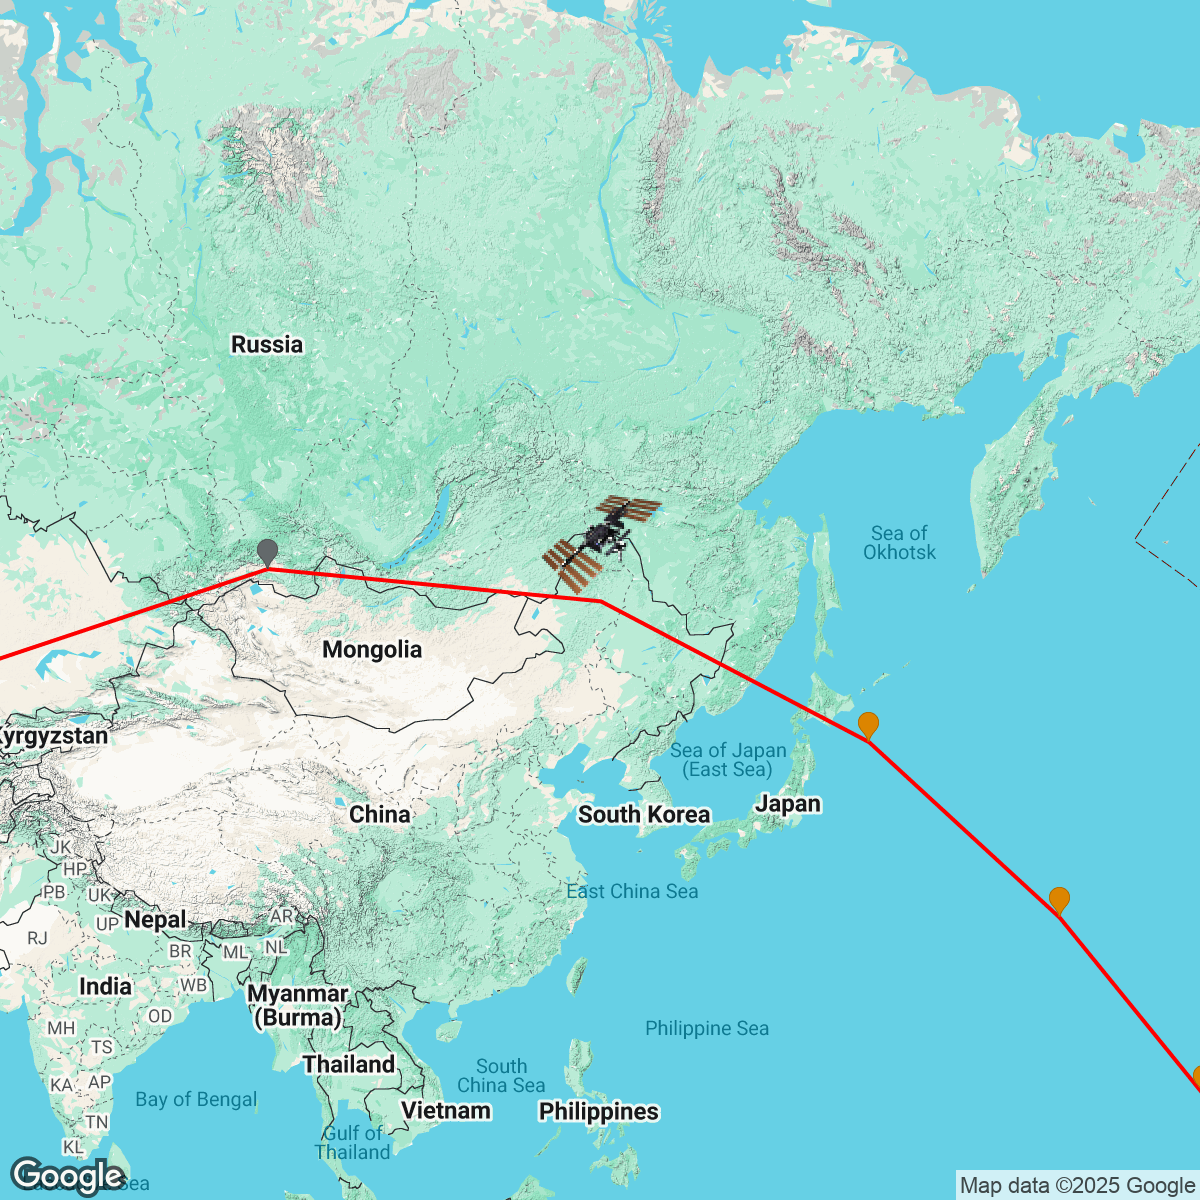 Russia
Sea of
Okhotsk
Mongolia
Kyrgyzstan
Sea of Japan
(East Sea)
Japan
China
South Korea
JK
HP
PB
UK
East China Sea
Nepal
AR
UP
RJ
BR
ML
NL
India
WB
Myanmar
(Burma)
OD
MH
Philippine Sea
TS
Thailand
South
China Sea
KA
AP
Bay of Bengal
Vietnam
Philippines
TN
Gulf of
Thailand
KL
Google
Sea
Map data ©2025 Google